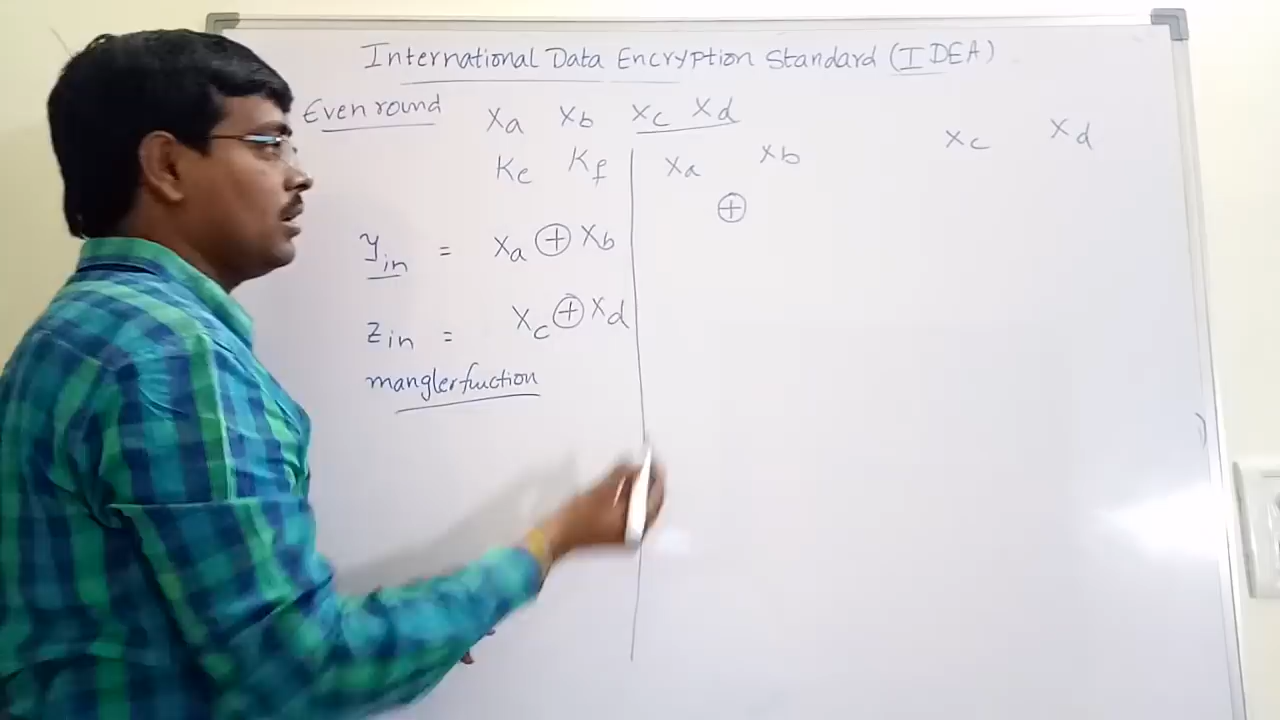 International Data Encryption Standard (IDEA)
Even round Xa Xb Xc Xd
Ke Kf
Yin = Xa ⊕ Xb
Zin = Xc ⊕ Xd
manglerfunction
Xa Xb Xc Xd
⊕